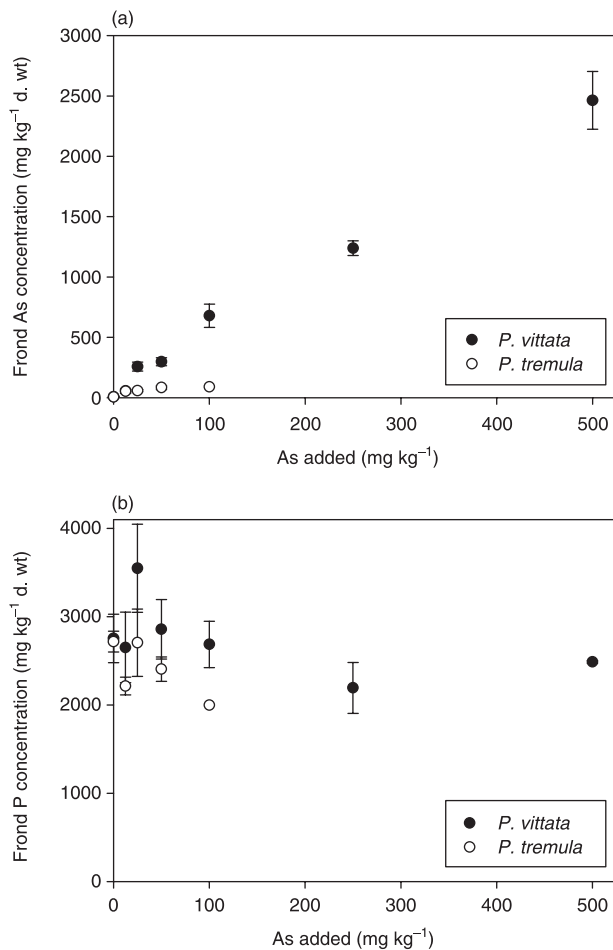 (a)
3000
2500
2000
1500
1000
500
0
Frond As concentration (mg kg⁻¹ d. wt)
P. vittata
P. tremula
0 100 200 300 400 500
As added (mg kg⁻¹)
(b)
4000
3000
2000
1000
0
Frond P concentration (mg kg⁻¹ d. wt)
P. vittata
P. tremula
0 100 200 300 400 500
As added (mg kg⁻¹)